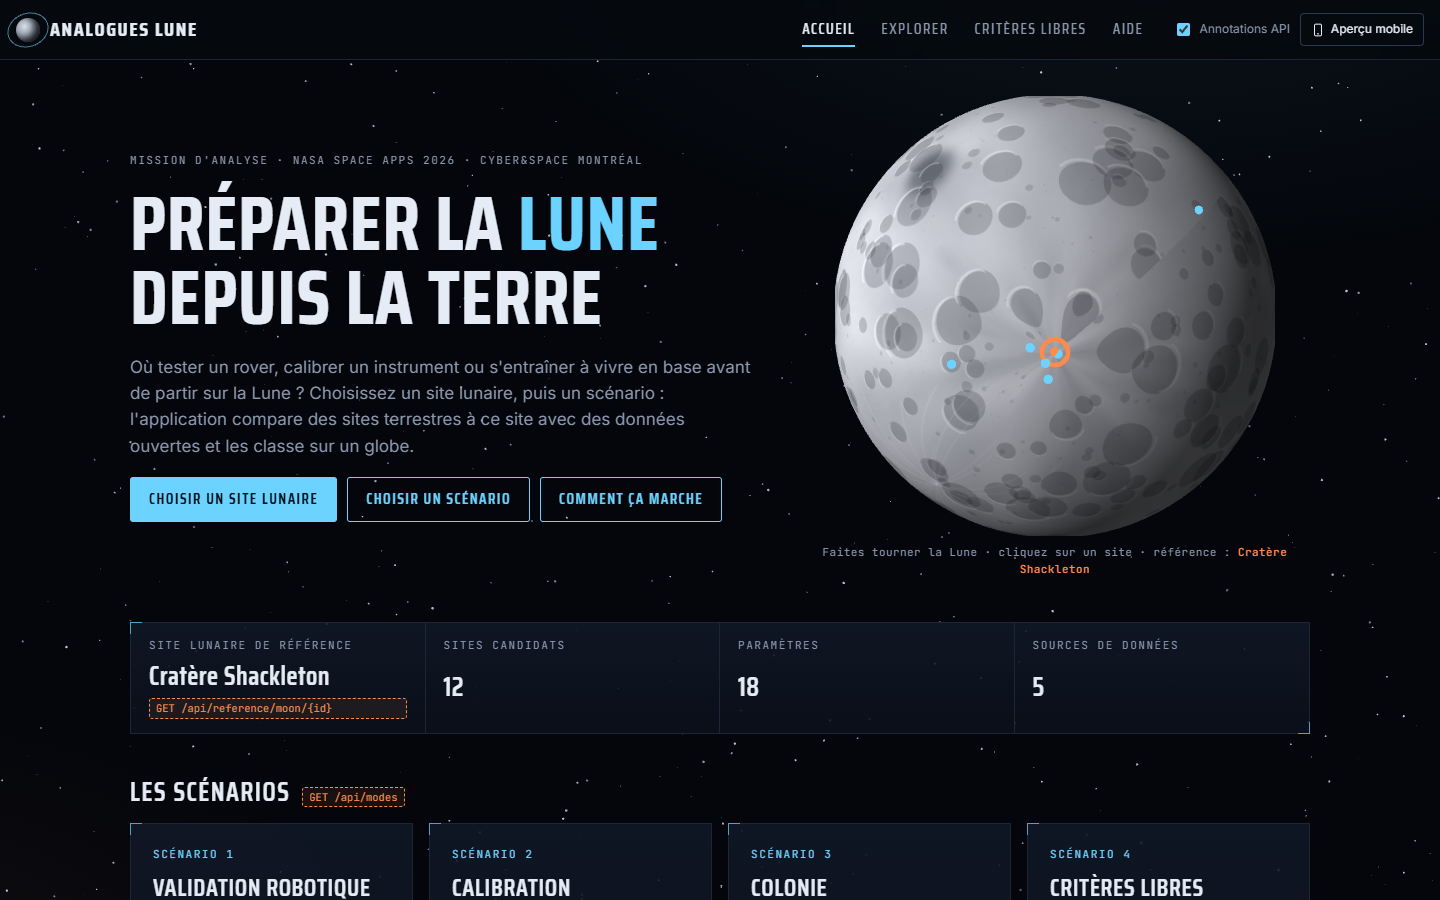 ANALOGUES LUNE
ACCUEIL
EXPLORER
CRITÈRES LIBRES
AIDE
Annotations API
Aperçu mobile
MISSION D'ANALYSE · NASA SPACE APPS 2026 · CYBER&SPACE MONTRÉAL
PRÉPARER LA LUNE
DEPUIS LA TERRE
Où tester un rover, calibrer un instrument ou s'entraîner à vivre en base avant
de partir sur la Lune ? Choisissez un site lunaire, puis un scénario :
l'application compare des sites terrestres à ce site avec des données
ouvertes et les classe sur un globe.
CHOISIR UN SITE LUNAIRE
CHOISIR UN SCÉNARIO
COMMENT ÇA MARCHE
Faites tourner la Lune · cliquez sur un site · référence : Cratère
Shackleton
SITE LUNAIRE DE RÉFÉRENCE
Cratère Shackleton
GET /api/reference/moon/{id}
SITES CANDIDATS
12
PARAMÈTRES
18
SOURCES DE DONNÉES
5
LES SCÉNARIOS
GET /api/modes
SCÉNARIO 1
VALIDATION ROBOTIQUE
SCÉNARIO 2
CALIBRATION
SCÉNARIO 3
COLONIE
SCÉNARIO 4
CRITÈRES LIBRES